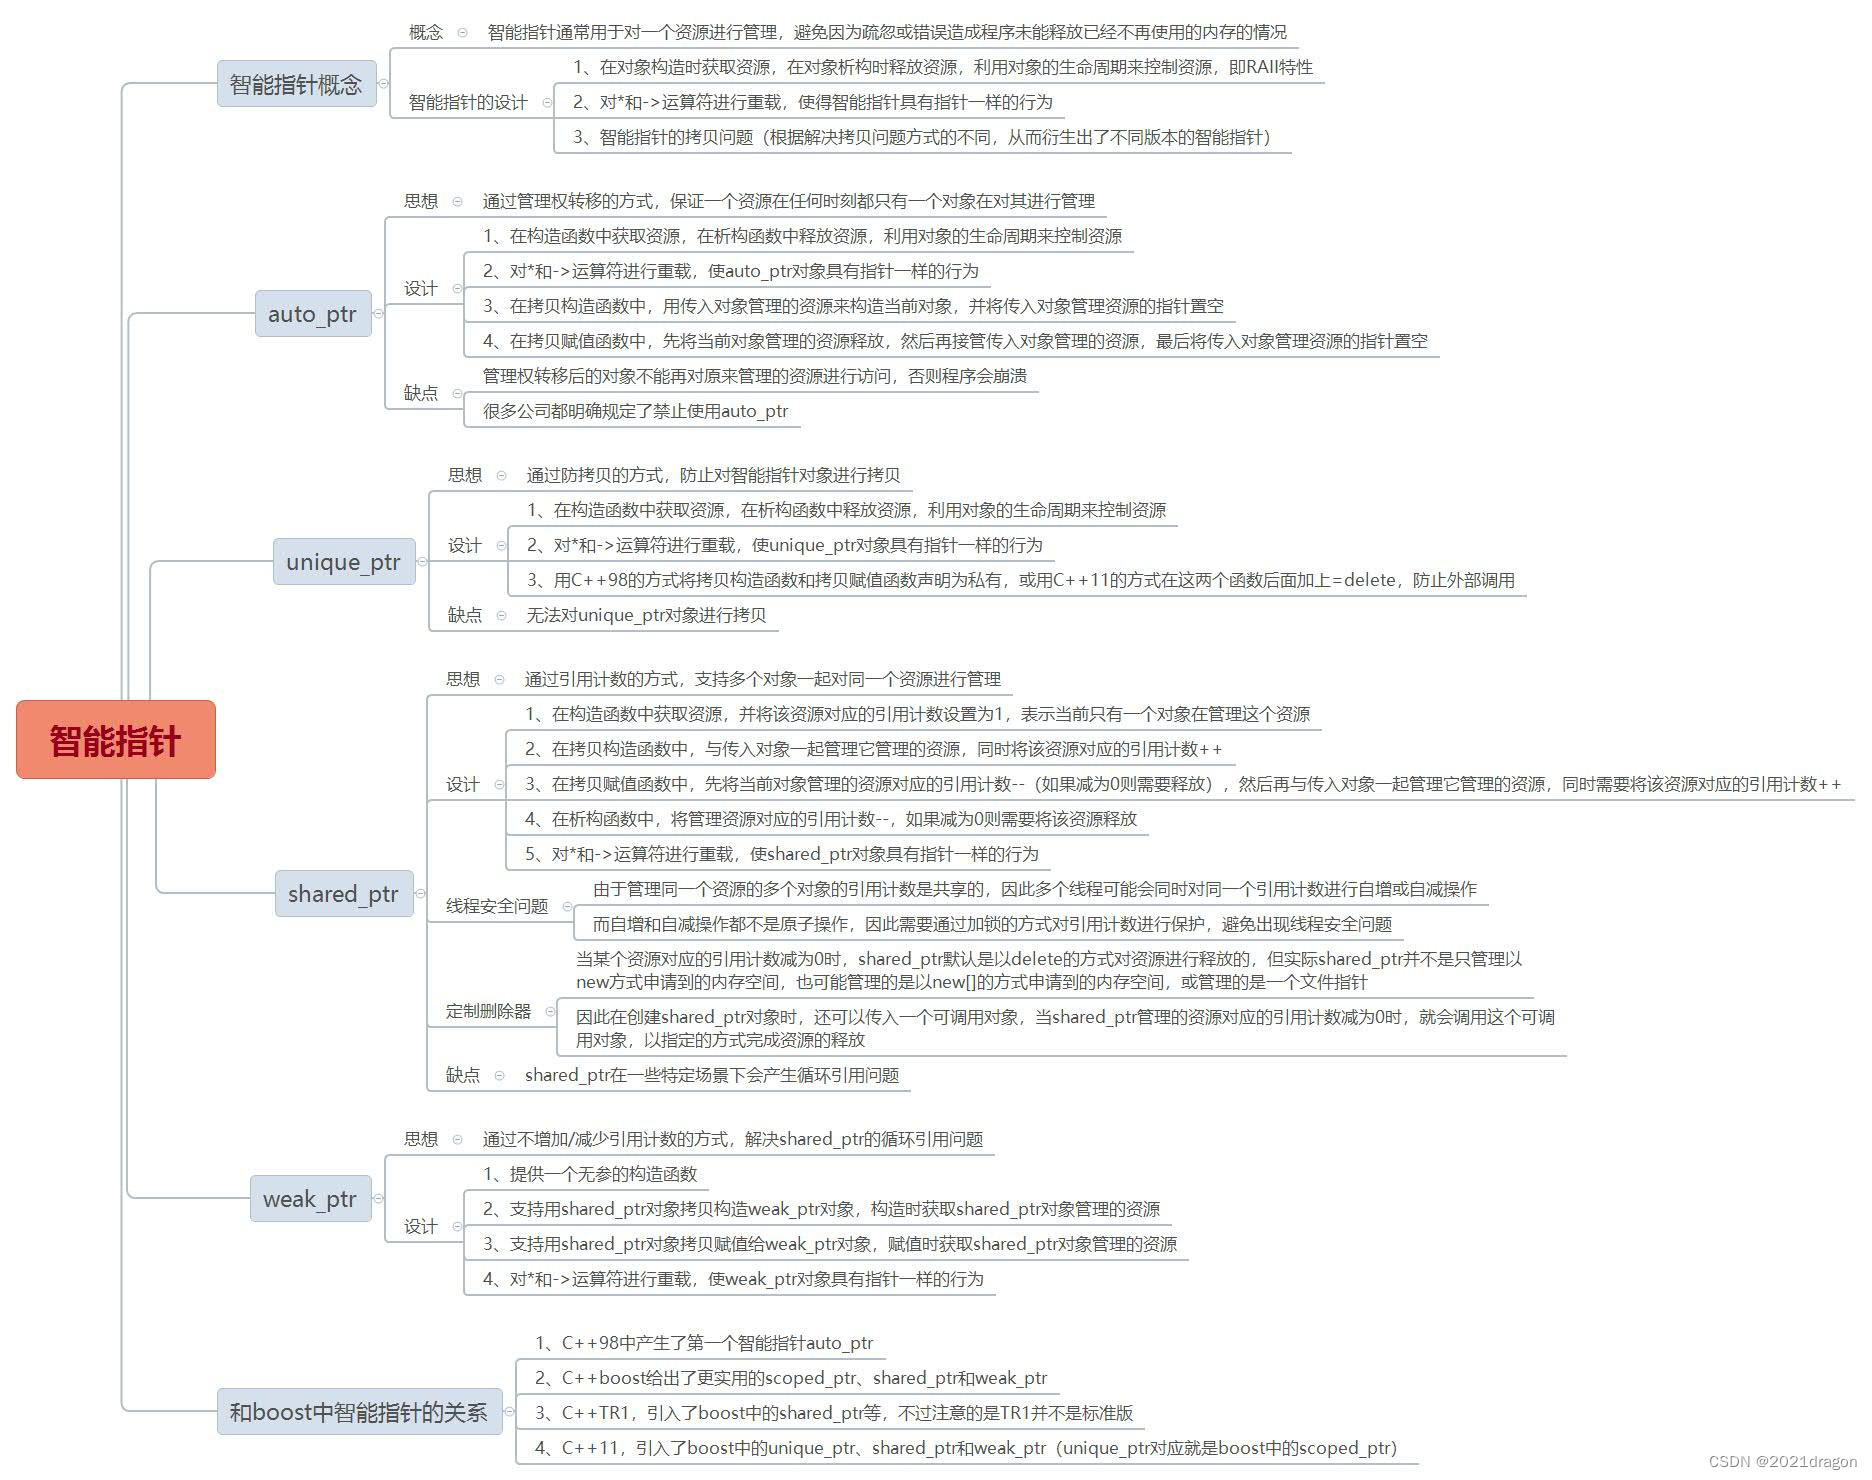 概念
智能指针通常用于对一个资源进行管理，避免因为疏忽或错误造成程序未能释放已经不再使用的内存的情况
智能指针概念
1、在对象构造时获取资源，在对象析构时释放资源，利用对象的生命周期来控制资源，即RAII特性
智能指针的设计
2、对*和->运算符进行重载，使得智能指针具有指针一样的行为
3、智能指针的拷贝问题（根据解决拷贝问题方式的不同，从而衍生出了不同版本的智能指针）
思想
通过管理权转移的方式，保证一个资源在任何时刻都只有一个对象在对其进行管理
1、在构造函数中获取资源，在析构函数中释放资源，利用对象的生命周期来控制资源
设计
2、对*和->运算符进行重载，使auto_ptr对象具有指针一样的行为
auto_ptr
3、在拷贝构造函数中，用传入对象管理的资源来构造当前对象，并将传入对象管理资源的指针置空
4、在拷贝赋值函数中，先将当前对象管理的资源释放，然后再接管传入对象管理的资源，最后将传入对象管理资源的指针置空
缺点
管理权转移后的对象不能再对原来管理的资源进行访问，否则程序会崩溃
很多公司都明确规定了禁止使用auto_ptr
思想
通过防拷贝的方式，防止对智能指针对象进行拷贝
1、在构造函数中获取资源，在析构函数中释放资源，利用对象的生命周期来控制资源
设计
2、对*和->运算符进行重载，使unique_ptr对象具有指针一样的行为
unique_ptr
3、用C++98的方式将拷贝构造函数和拷贝赋值函数声明为私有，或用C++11的方式在这两个函数后面加上=delete，防止外部调用
缺点
无法对unique_ptr对象进行拷贝
思想
通过引用计数的方式，支持多个对象一起对同一个资源进行管理
1、在构造函数中获取资源，并将该资源对应的引用计数设置为1，表示当前只有一个对象在管理这个资源
智能指针
2、在拷贝构造函数中，与传入对象一起管理它管理的资源，同时将该资源对应的引用计数++
设计
3、在拷贝赋值函数中，先将当前对象管理的资源对应的引用计数--（如果减为0则需要释放），然后再与传入对象一起管理它管理的资源，同时需要将该资源对应的引用计数++
4、在析构函数中，将管理资源对应的引用计数--，如果减为0则需要将该资源释放
5、对*和->运算符进行重载，使shared_ptr对象具有指针一样的行为
shared_ptr
线程安全问题
由于管理同一个资源的多个对象的引用计数是共享的，因此多个线程可能会同时对同一个引用计数进行自增或自减操作
而自增和自减操作都不是原子操作，因此需要通过加锁的方式对引用计数进行保护，避免出现线程安全问题
当某个资源对应的引用计数减为0时，shared_ptr默认是以delete的方式对资源进行释放的，但实际shared_ptr并不是只管理以
new方式申请到的内存空间，也可能管理的是以new[]的方式申请到的内存空间，或管理的是一个文件指针
定制删除器
因此在创建shared_ptr对象时，还可以传入一个可调用对象，当shared_ptr管理的资源对应的引用计数减为0时，就会调用这个可调
用对象，以指定的方式完成资源的释放
缺点
shared_ptr在一些特定场景下会产生循环引用问题
思想
通过不增加/减少引用计数的方式，解决shared_ptr的循环引用问题
1、提供一个无参的构造函数
weak_ptr
2、支持用shared_ptr对象拷贝构造weak_ptr对象，构造时获取shared_ptr对象管理的资源
设计
3、支持用shared_ptr对象拷贝赋值给weak_ptr对象，赋值时获取shared_ptr对象管理的资源
4、对*和->运算符进行重载，使weak_ptr对象具有指针一样的行为
1、C++98中产生了第一个智能指针auto_ptr
2、C++boost给出了更实用的scoped_ptr、shared_ptr和weak_ptr
和boost中智能指针的关系
3、C++TR1，引入了boost中的shared_ptr等，不过注意的是TR1并不是标准版
4、C++11，引入了boost中的unique_ptr、shared_ptr和weak_ptr（unique_ptr对应就是boost中的scoped_ptr）
CSDN @2021dragon